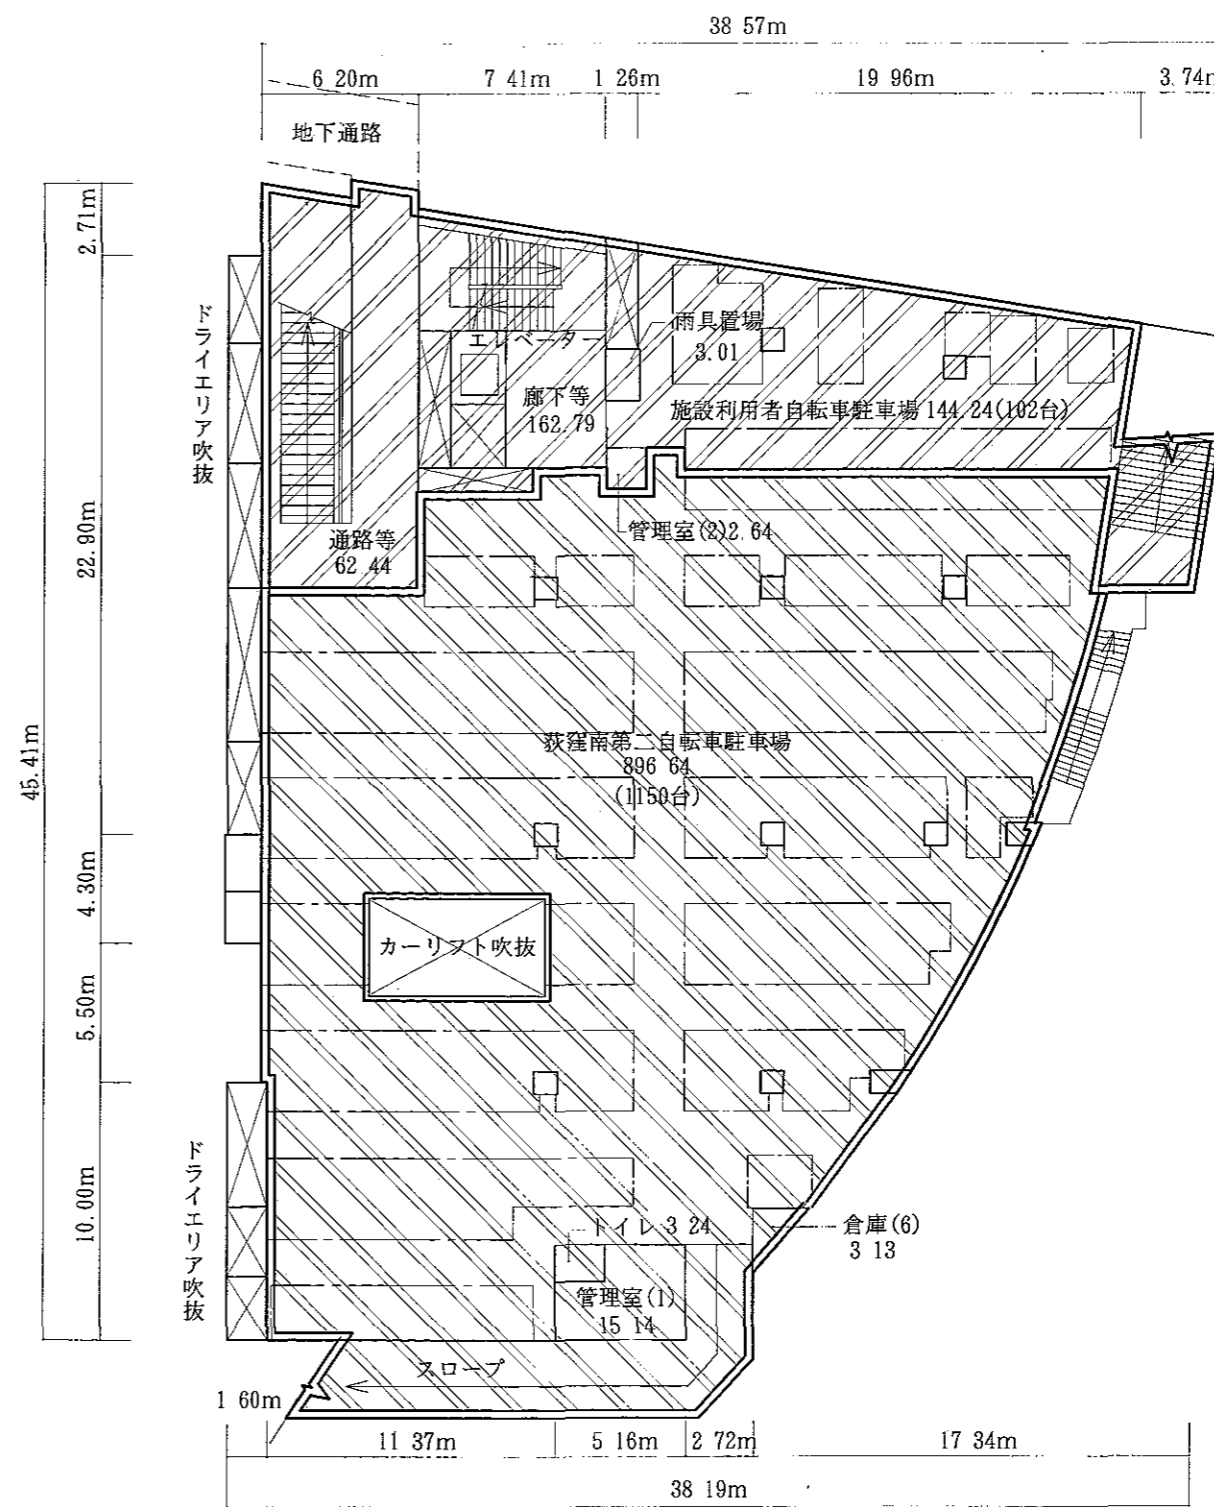 38 57m
6 20m
7 41m
1 26m
19 96m
3.74m
地下通路
2.71m
ドライエリア吹抜
雨具置場
3.01
エレベーター
廊下等
162.79
施設利用者自転車駐車場 144.24(102台)
管理室(2)2.64
通路等
62 44
22.90m
45.41m
荻窪南第二自転車駐車場
896 64
(1150台)
4.30m
カーリフト吹抜
5.50m
ドライエリア吹抜
10.00m
トイレ 3 24
倉庫(6)
3 13
管理室(1)
15 14
スロープ
1 60m
11 37m
5 16m
2 72m
17 34m
38 19m